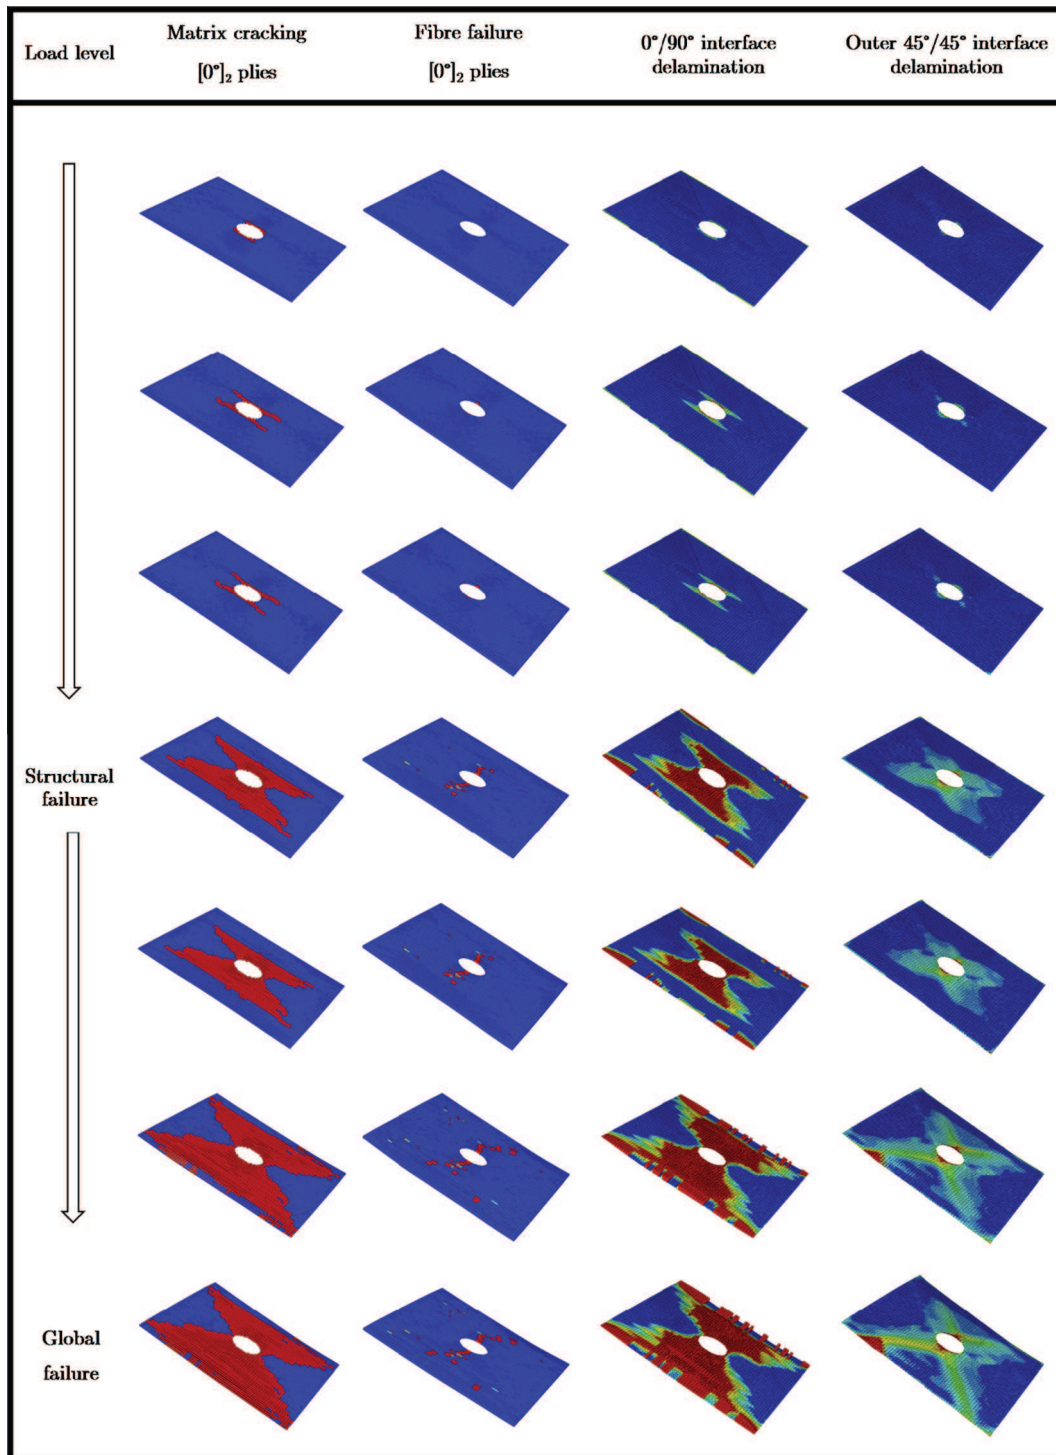 Load level
Matrix cracking
[0°]₂ plies
Fibre failure
[0°]₂ plies
0°/90° interface
delamination
Outer 45°/45° interface
delamination
Structural
failure
Global
failure